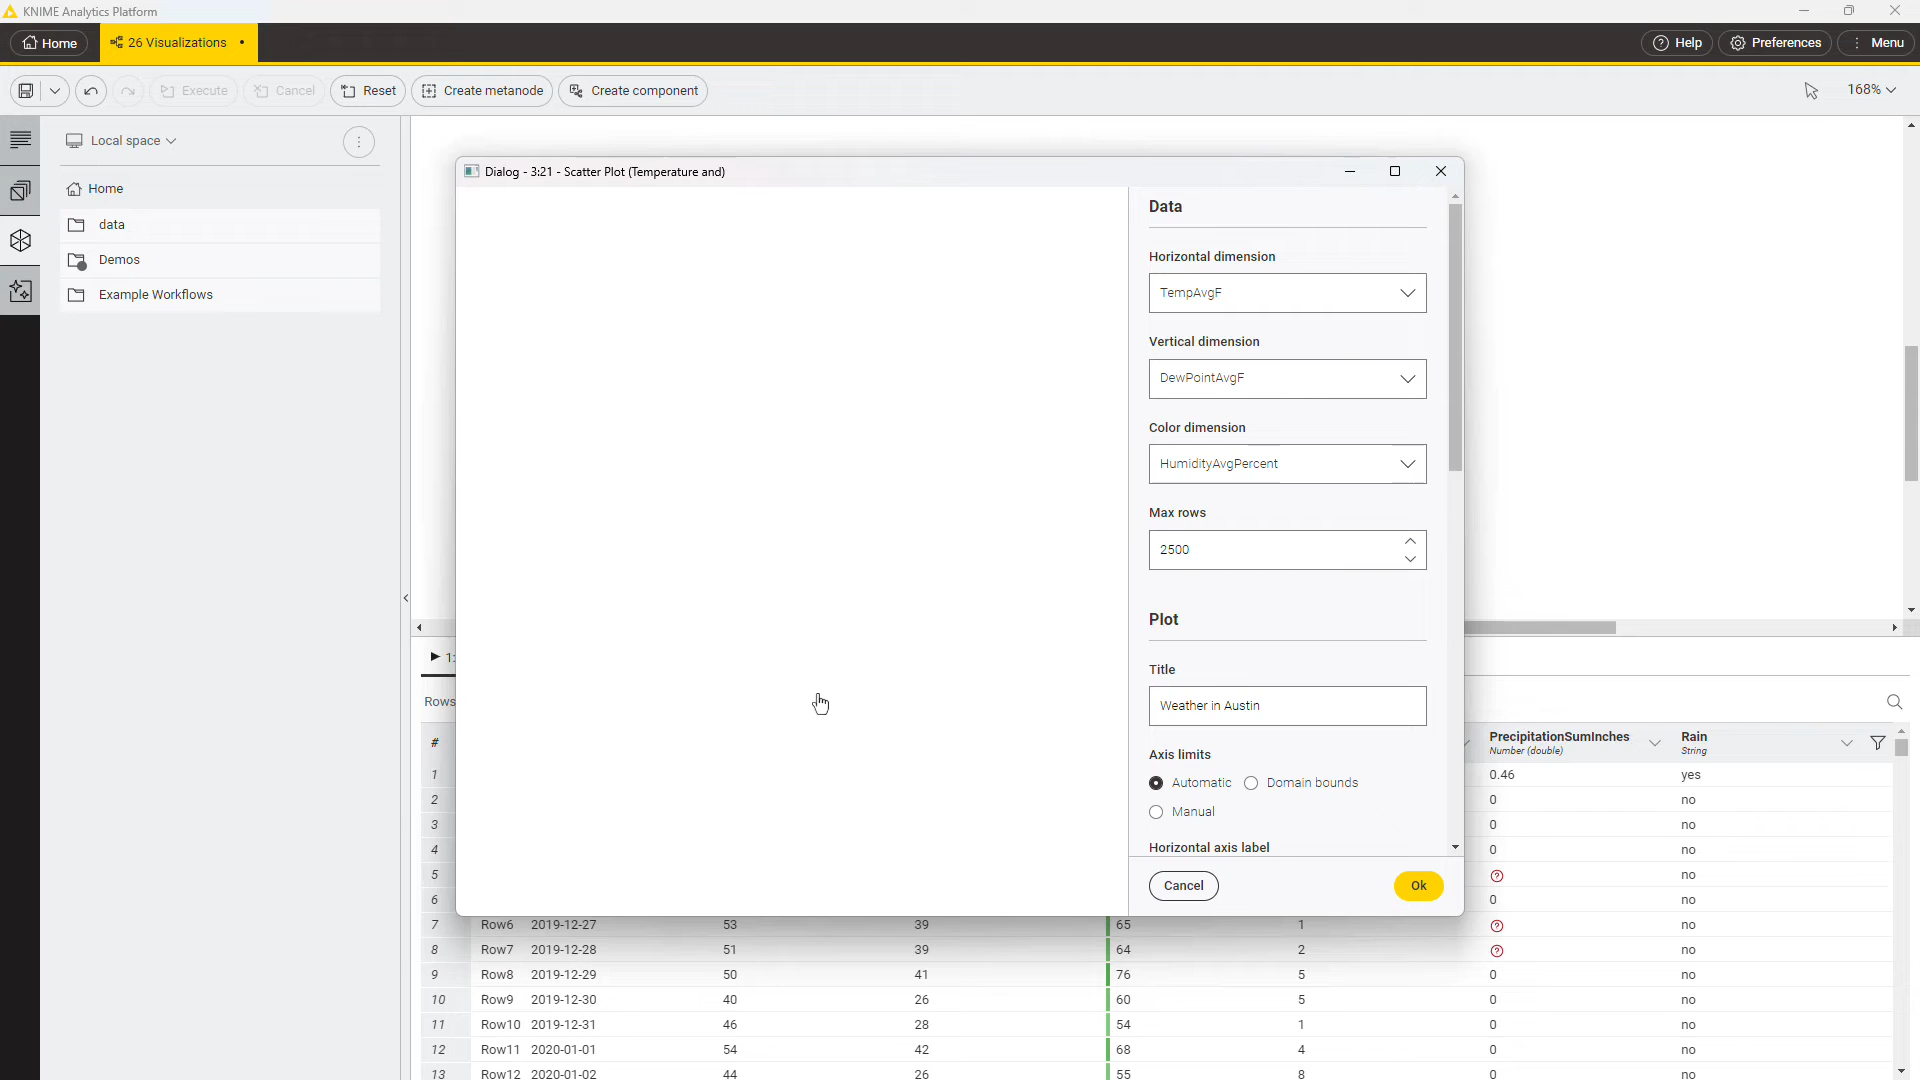 KNIME Analytics Platform
Home
26 Visualizations •
Help
Preferences
Menu
Execute
Cancel
Reset
Create metanode
Create component
168%
Local space
Home
data
Demos
Example Workflows
Dialog - 3:21 - Scatter Plot (Temperature and)
Data
Horizontal dimension
TempAvgF
Vertical dimension
DewPointAvgF
Color dimension
HumidityAvgPercent
Max rows
2500
Plot
Title
Weather in Austin
Axis limits
Automatic
Domain bounds
Manual
Horizontal axis label
Cancel
Ok
1:
Rows
# PrecipitationSumInches Rain
Number (double) String
1 0.46 yes
2 0 no
3 0 no
4 0 no
5 ? no
6 0 no
7 Row6 2019-12-27 53 39 65 1 ? no
8 Row7 2019-12-28 51 39 64 2 ? no
9 Row8 2019-12-29 50 41 76 5 0 no
10 Row9 2019-12-30 40 26 60 5 0 no
11 Row10 2019-12-31 46 28 54 1 0 no
12 Row11 2020-01-01 54 42 68 4 0 no
13 Row12 2020-01-02 44 26 55 8 0 no